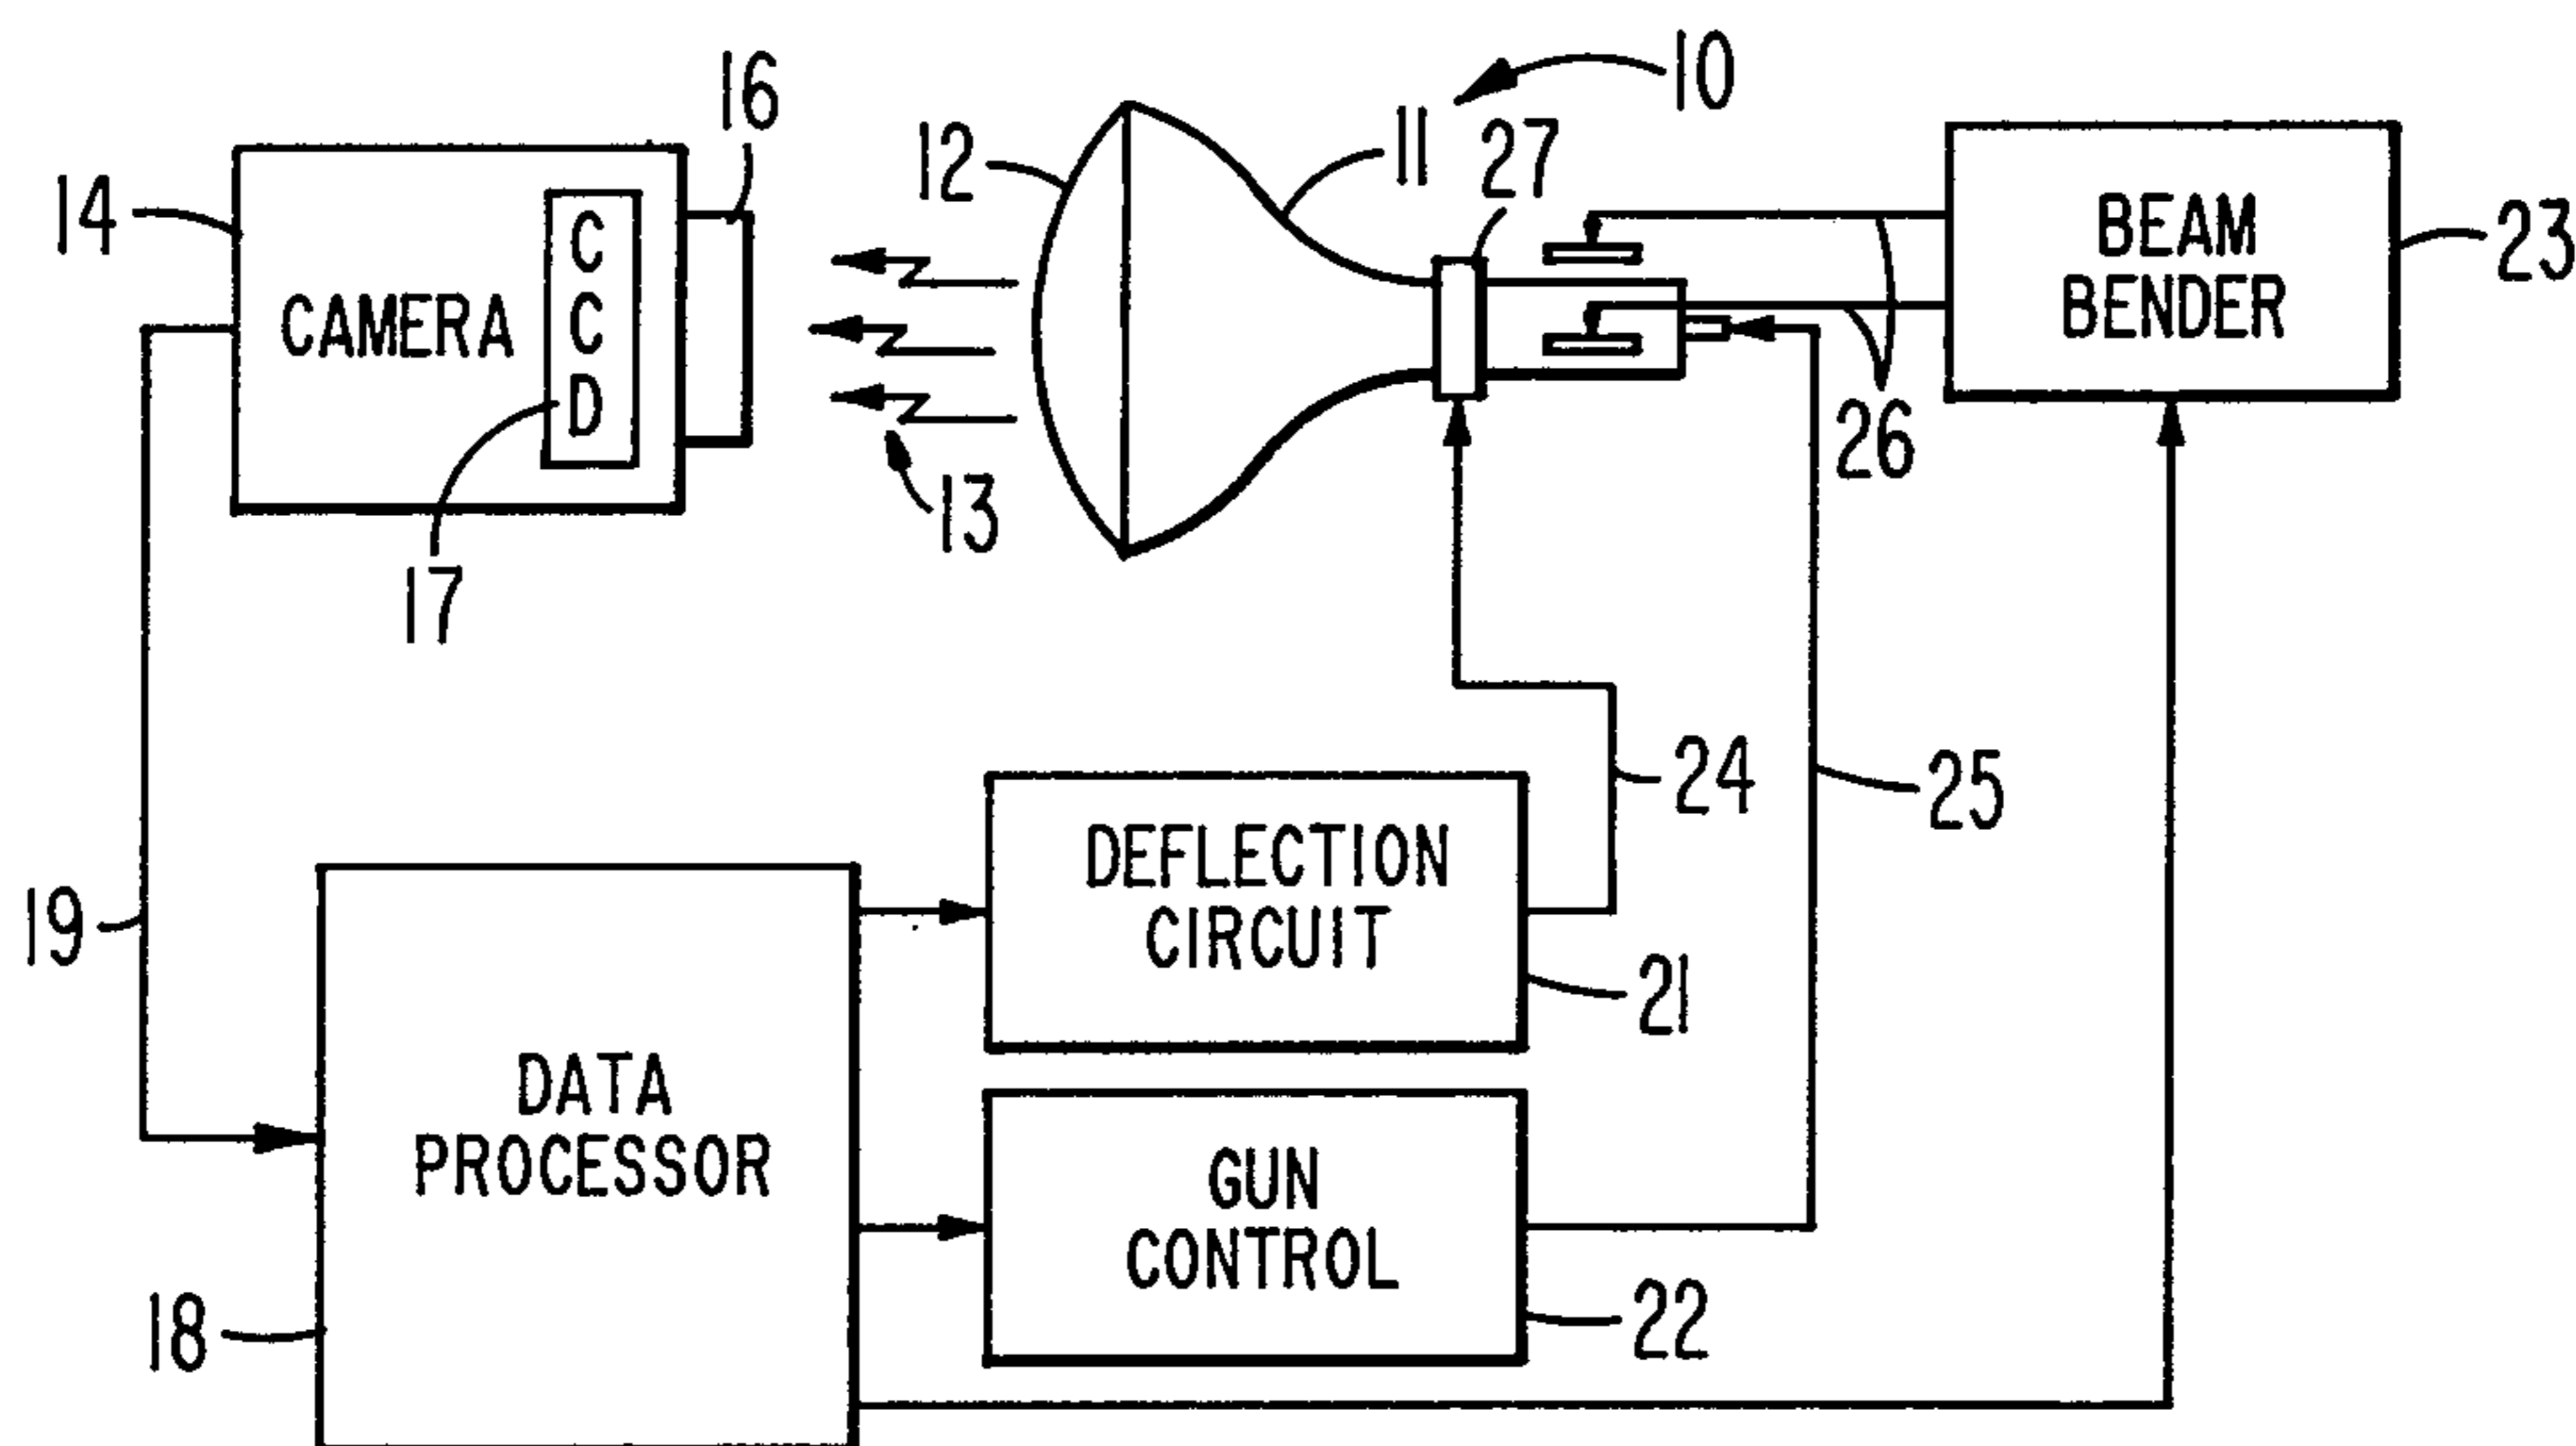 10
16
11
27
12
14
C
C
D
CAMERA
BEAM
BENDER
23
26
13
17
24
25
DEFLECTION
CIRCUIT
19
21
DATA
PROCESSOR
GUN
CONTROL
18
22